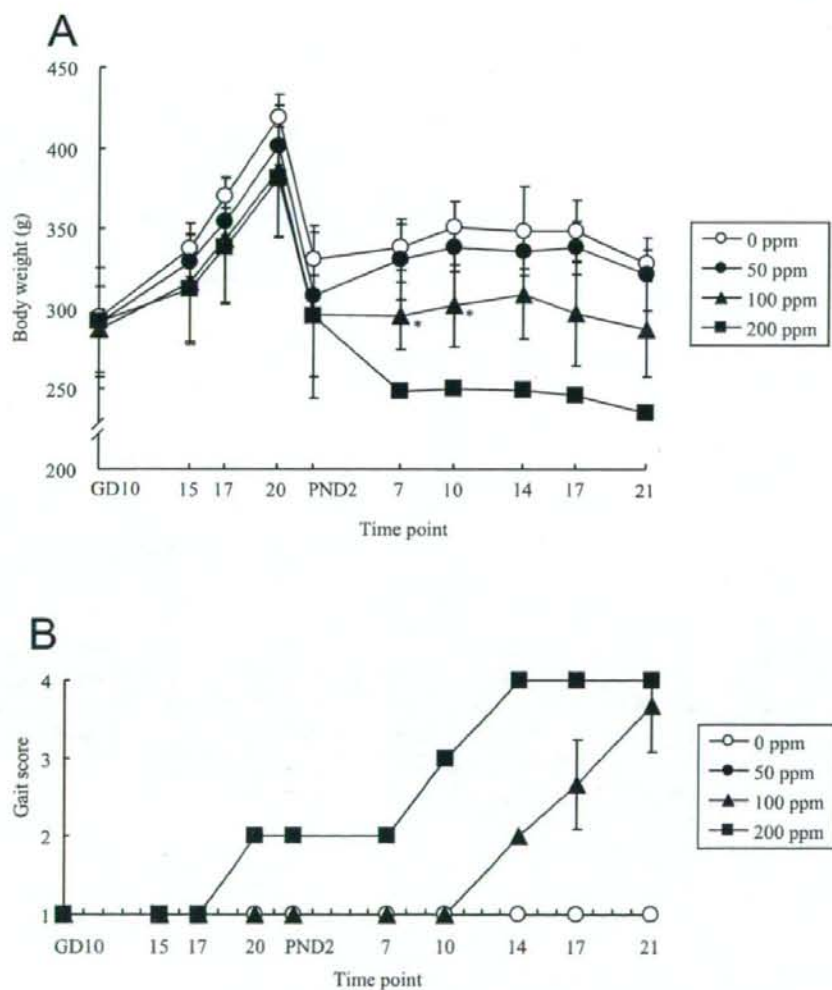 A
450
400
350
300
250
200
Body weight (g)
*
*
GD10 15 17 20 PND2 7 10 14 17 21
Time point
0 ppm
50 ppm
100 ppm
200 ppm
B
4
3
2
1
Gait score
GD10 15 17 20 PND2 7 10 14 17 21
Time point
0 ppm
50 ppm
100 ppm
200 ppm